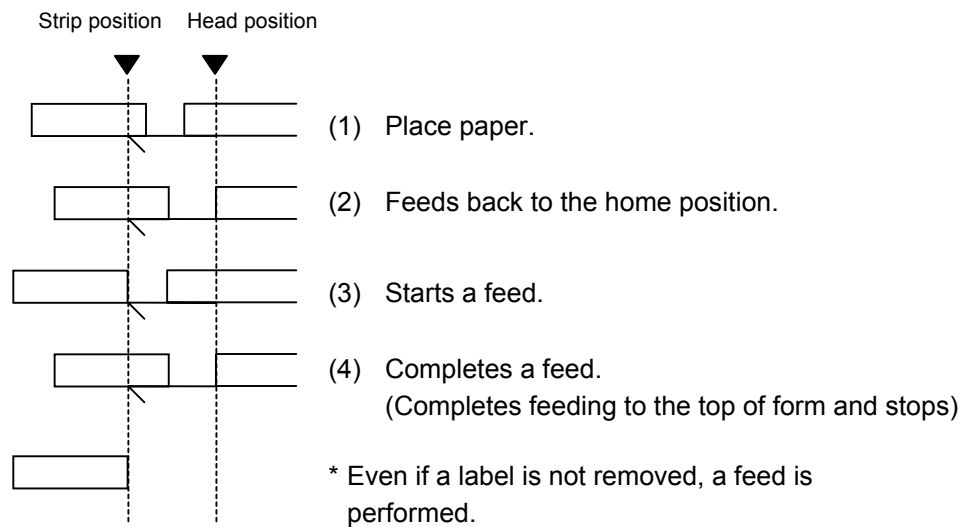 Strip position Head position
(1) Place paper.
(2) Feeds back to the home position.
(3) Starts a feed.
(4) Completes a feed.
(Completes feeding to the top of form and stops)
* Even if a label is not removed, a feed is
performed.